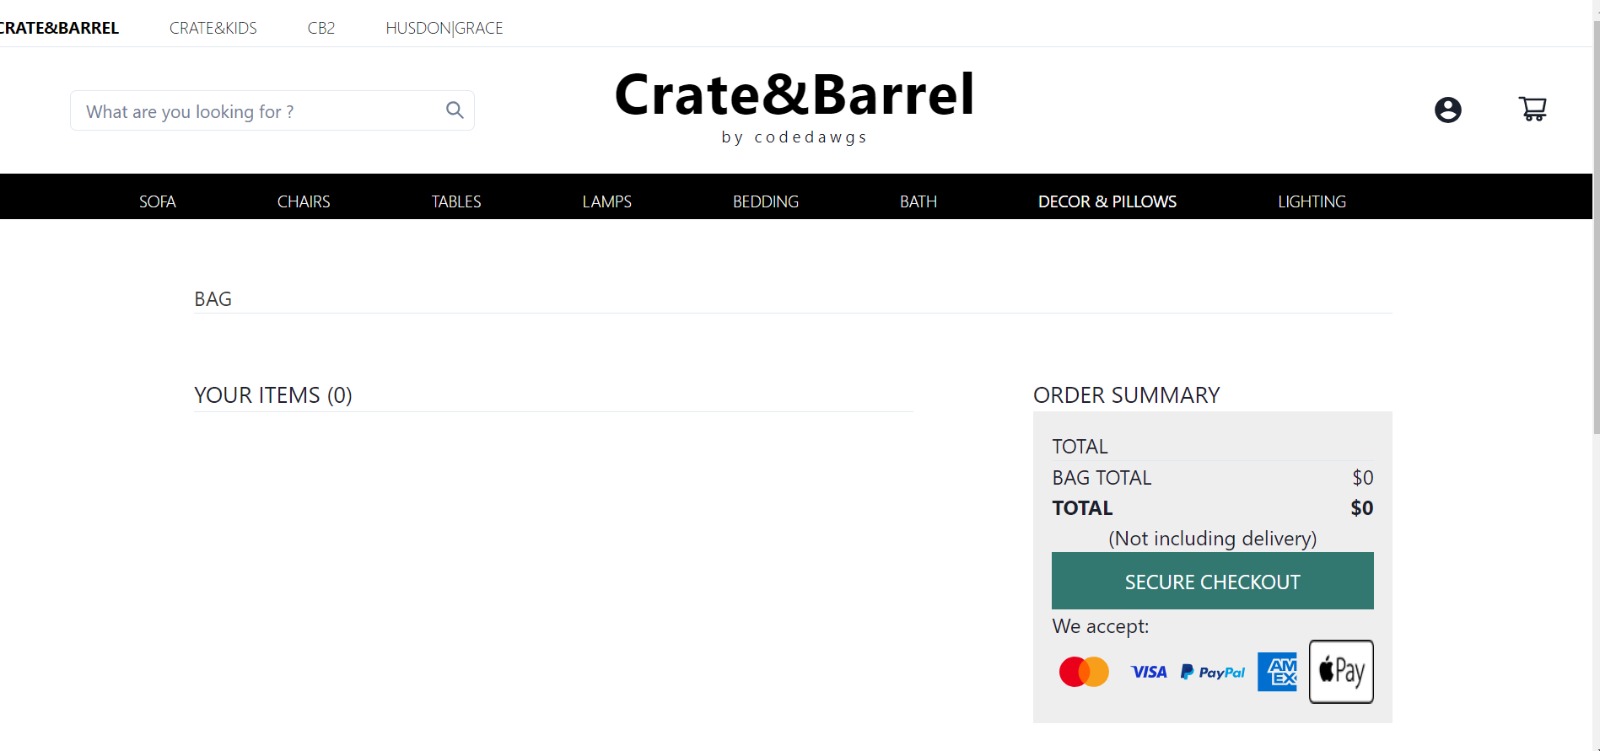 CRATE&BARREL CRATE&KIDS CB2 HUSDON|GRACE
What are you looking for ?
Crate&Barrel
by codedawgs
SOFA CHAIRS TABLES LAMPS BEDDING BATH DECOR & PILLOWS LIGHTING
BAG
YOUR ITEMS (0)
ORDER SUMMARY
TOTAL
BAG TOTAL $0
TOTAL $0
(Not including delivery)
SECURE CHECKOUT
We accept:
VISA PayPal AMEX Pay